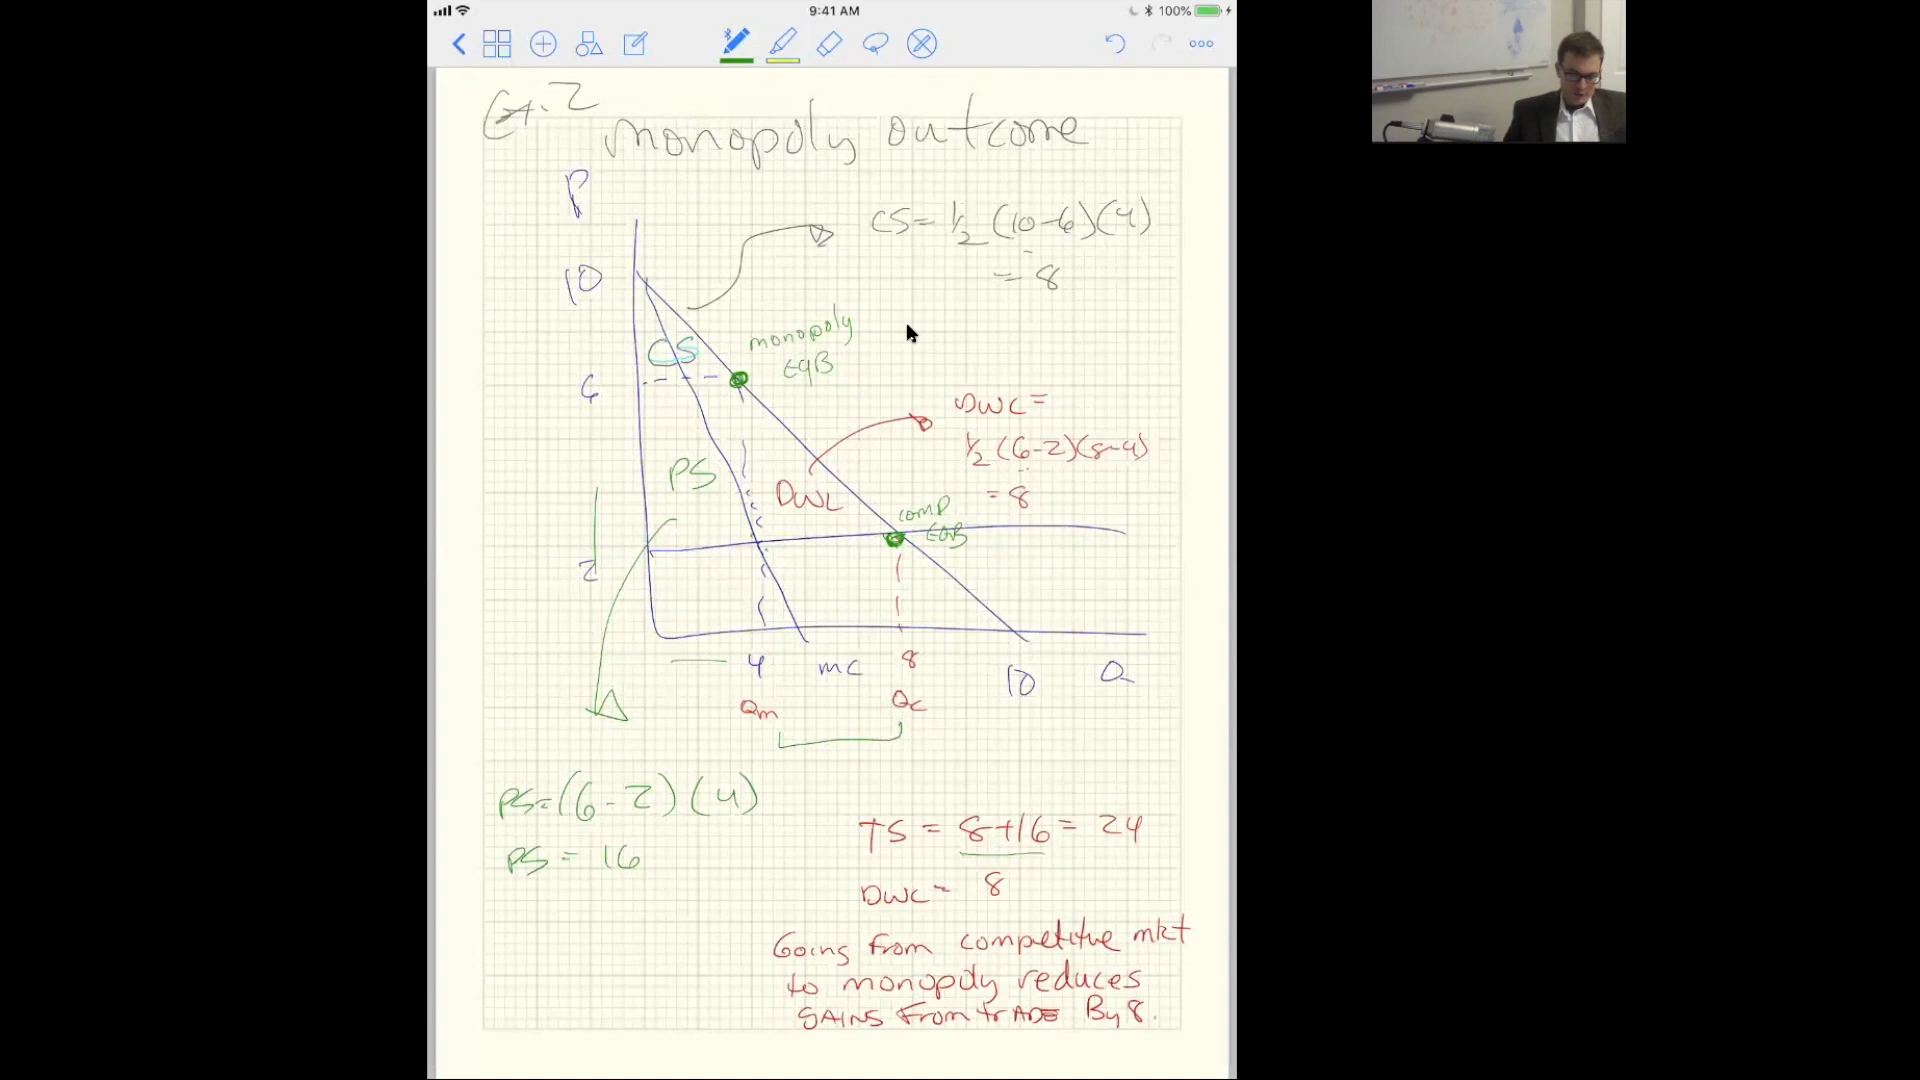 9:41 AM
100%
Ex. 2
monopoly outcome
P
CS = 1/2 (10-6)(4)
= 8
10
monopoly
EQB
CS
6
DWL =
1/2 (6-2)(8-4)
= 8
PS
DWL
comp
EQB
2
4
MC
8
10
Q
Qm
Qc
PS = (6-2)(4)
PS = 16
TS = 8+16 = 24
DWL = 8
Going from competitive mkt
to monopoly reduces
GAINS From trADE By 8.